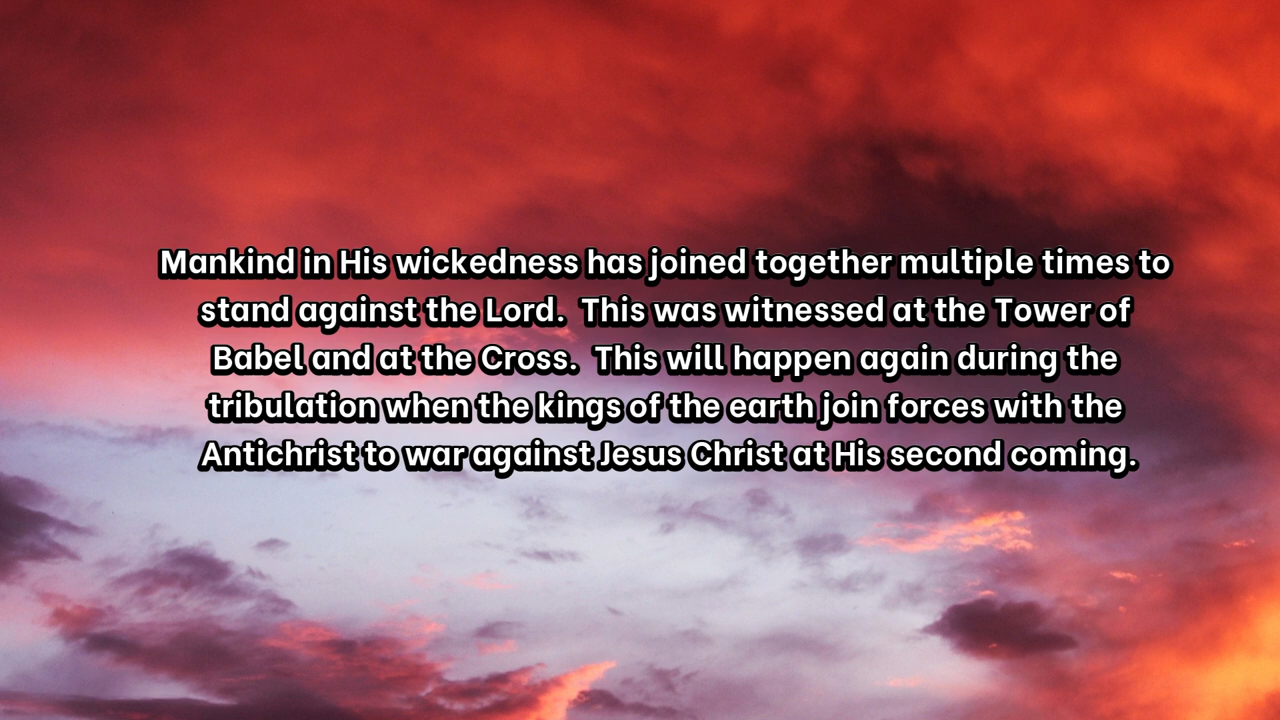 Mankind in His wickedness has joined together multiple times to
stand against the Lord.  This was witnessed at the Tower of
Babel and at the Cross.  This will happen again during the
tribulation when the kings of the earth join forces with the
Antichrist to war against Jesus Christ at His second coming.